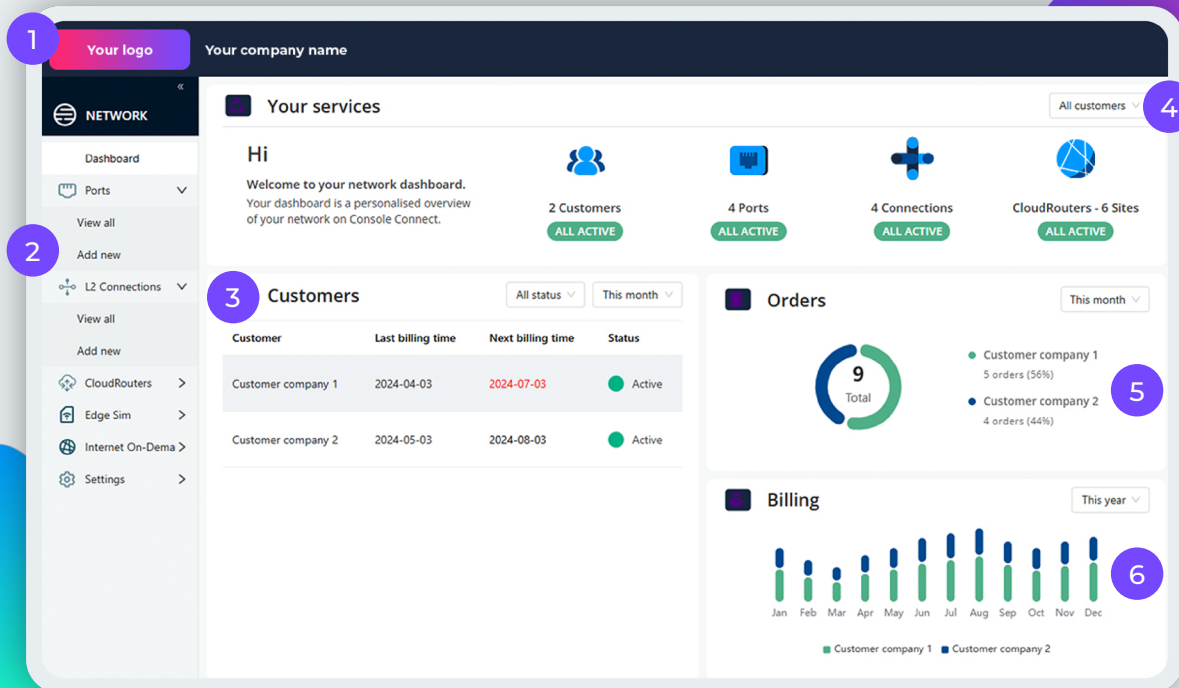 1
Your logo
Your company name
«
NETWORK
Dashboard
Ports
View all
Add new
2
L2 Connections
View all
Add new
CloudRouters
Edge Sim
Internet On-Dema
Settings
Your services
All customers
4
Hi
Welcome to your network dashboard.
Your dashboard is a personalised overview
of your network on Console Connect.
2 Customers
ALL ACTIVE
4 Ports
ALL ACTIVE
4 Connections
ALL ACTIVE
CloudRouters - 6 Sites
ALL ACTIVE
3
Customers
All status
This month
Customer Last billing time Next billing time Status
Customer company 1 2024-04-03 2024-07-03 Active
Customer company 2 2024-05-03 2024-08-03 Active
Orders
This month
9
Total
Customer company 1
5 orders (56%)
Customer company 2
4 orders (44%)
5
Billing
This year
Jan Feb Mar Apr May Jun Jul Aug Sep Oct Nov Dec
6
Customer company 1 Customer company 2